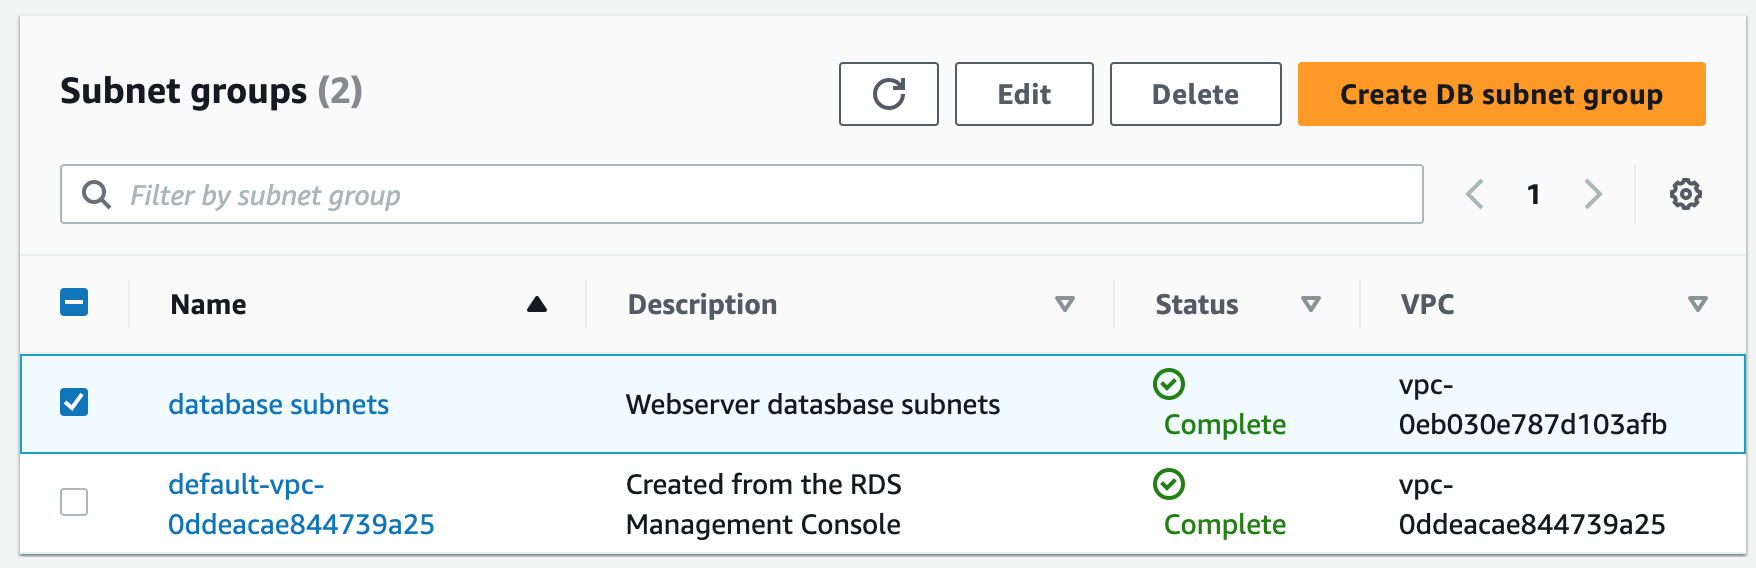 Subnet groups (2)
Edit
Delete
Create DB subnet group
Filter by subnet group
1
Name
Description
Status
VPC
database subnets
Webserver datasbase subnets
Complete
vpc-
0eb030e787d103afb
default-vpc-
0ddeacae844739a25
Created from the RDS
Management Console
Complete
vpc-
0ddeacae844739a25